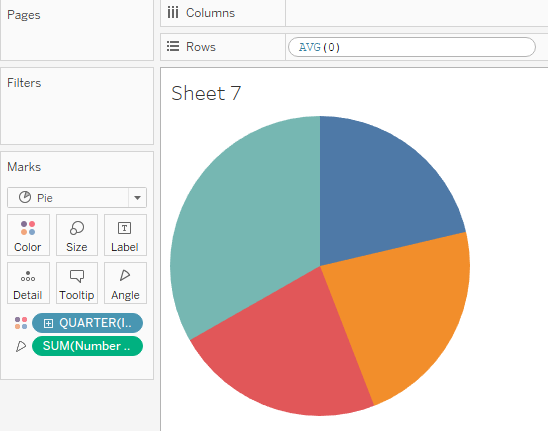 Pages
Columns
Rows
AVG(0)
Filters
Sheet 7
Marks
Pie
Color
Size
Label
Detail
Tooltip
Angle
QUARTER(I..
SUM(Number ..